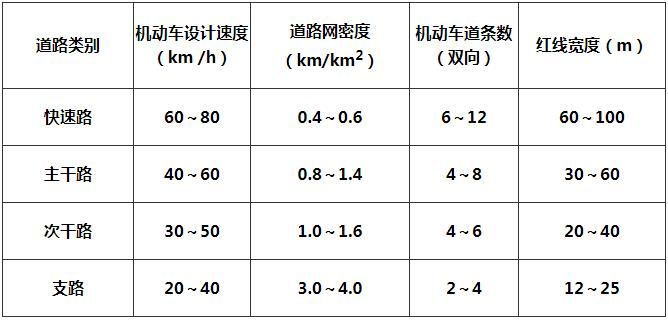 道路类别 机动车设计速度 道路网密度 机动车道条数 红线宽度（m）
（km /h） （km/km²） （双向）
快速路 60～80 0.4～0.6 6～12 60～100
主干路 40～60 0.8～1.4 4～8 30～60
次干路 30～50 1.0～1.6 4～6 20～40
支路 20～40 3.0～4.0 2～4 12～25